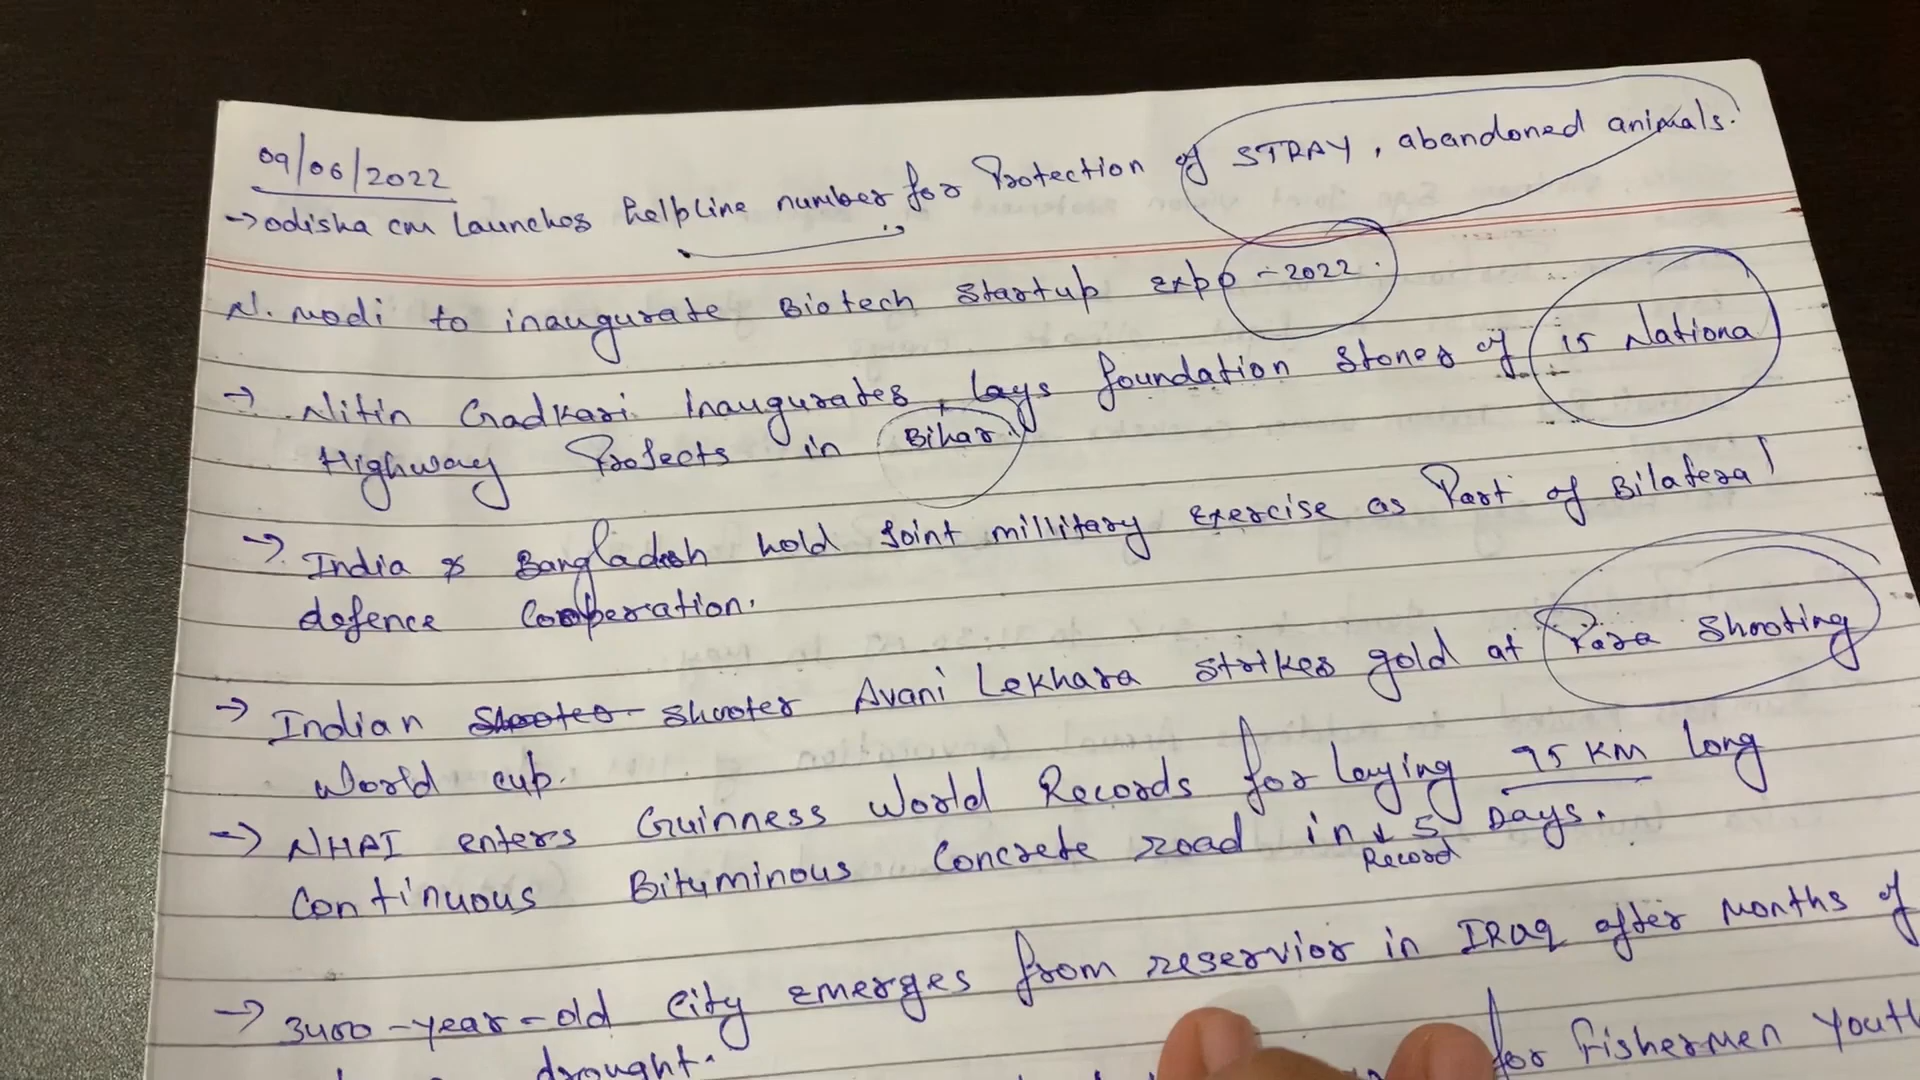 09/06/2022
→ odisha cm launches helpline number for Protection of STRAY, abandoned animals.
N. modi to inaugurate Biotech startup expo - 2022.
→ Nitin Gadkari inaugurates, lays foundation stones of 15 Nationa
Highway Projects in Bihar.
→ India & Bangladesh hold Joint millitary exercise as Part of Bilateral
defence Cooperation.
→ Indian shooter Avani Lekhara strikes gold at Para Shooting
World cup.
→ NHAI enters Guinness World Records for laying 75 KM long
Continuous Bituminous Concrete road in 5 Days.
Record
→ 3400-year-old city emerges from reservior in IRaq after months of
drought.
for Fishermen